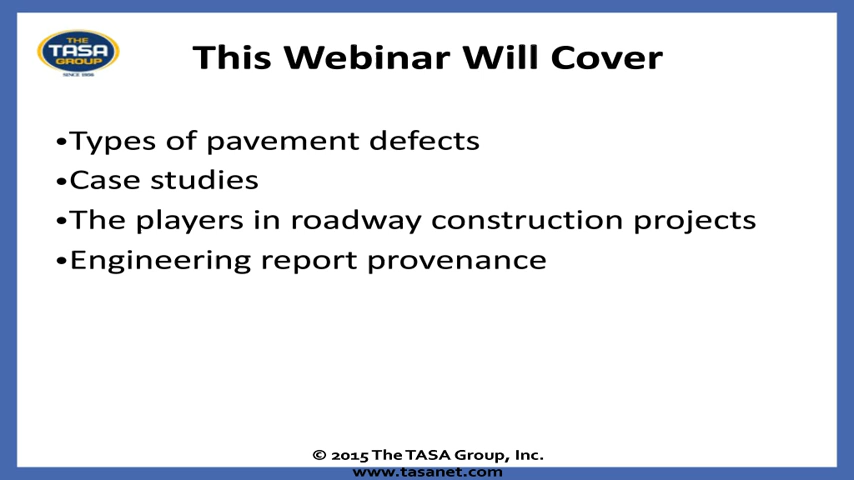 THE
TASA
GROUP
SINCE 1956
This Webinar Will Cover
•Types of pavement defects
•Case studies
•The players in roadway construction projects
•Engineering report provenance
© 2015 The TASA Group, Inc.
www.tasanet.com